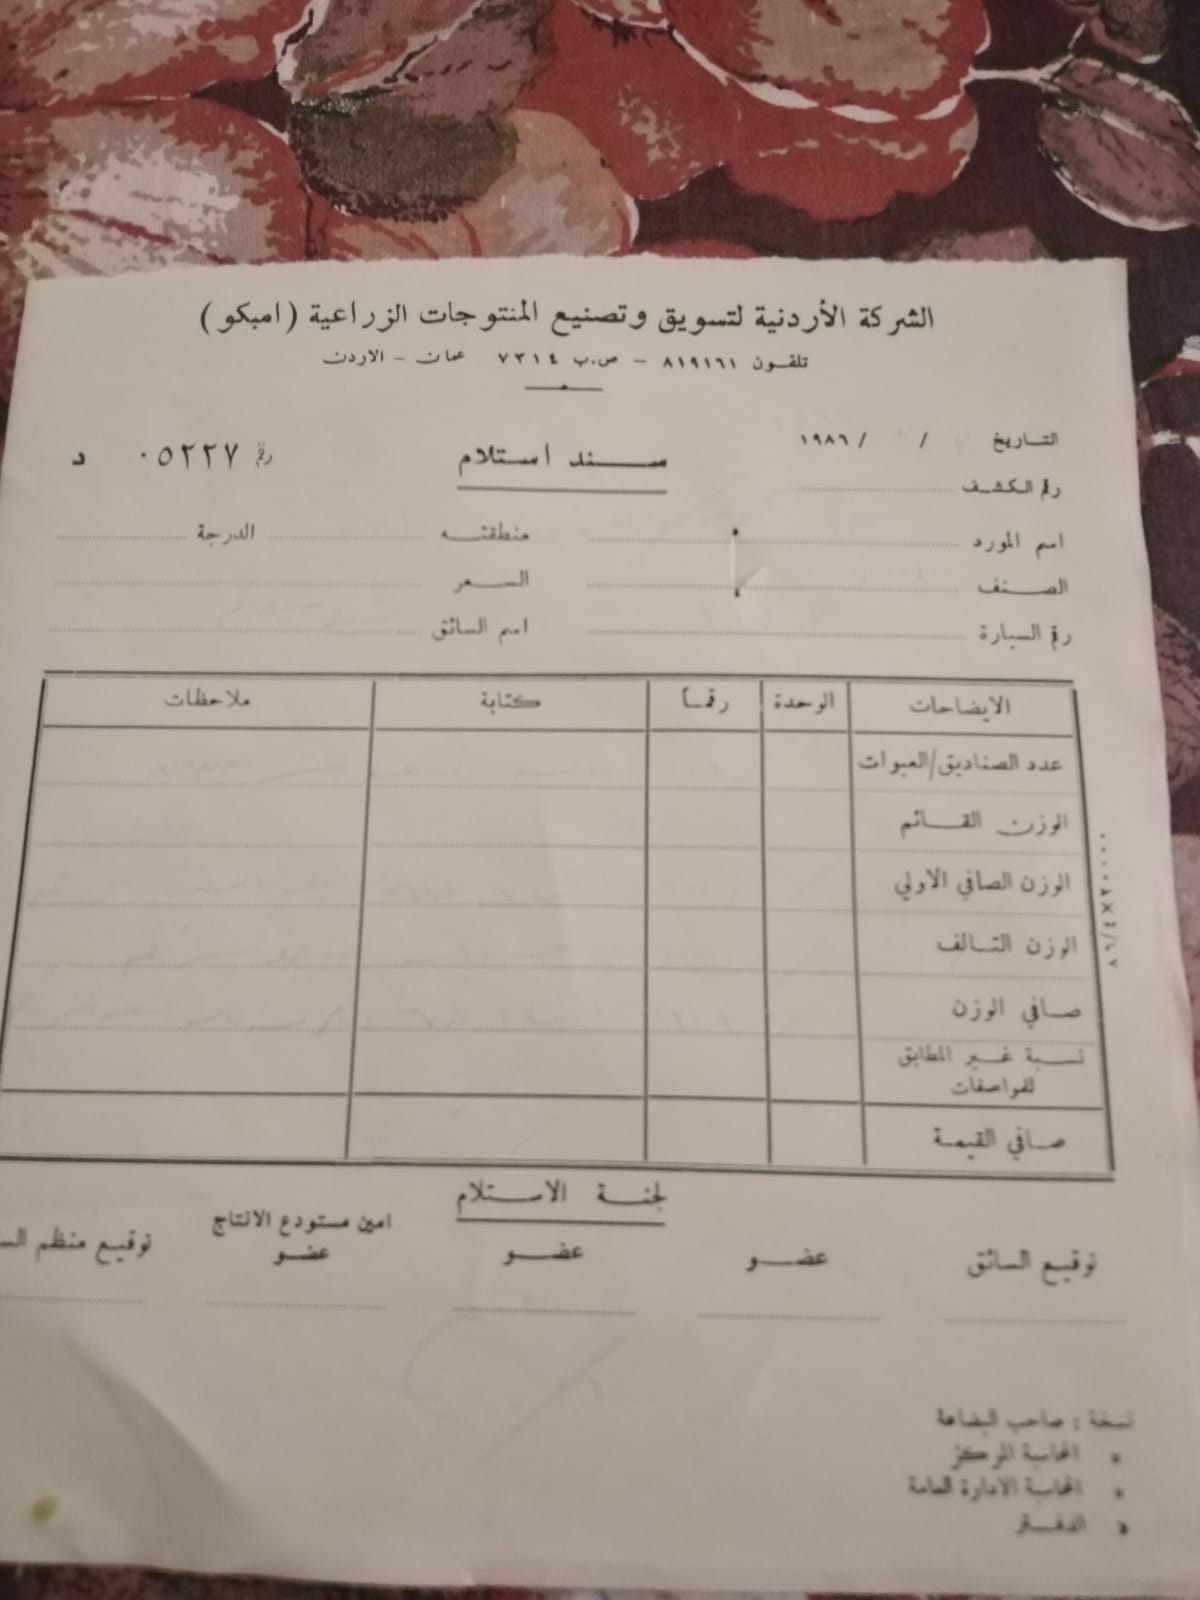 الشركة الأردنية لتسويق وتصنيع المنتوجات الزراعية (امبكو)
تلفون ٨١٩١٦١ - ص.ب ٧٣١٤ عمان - الاردن
التاريخ / / ١٩٨٦
سند استلام
رقم ٠٥٢٢٧ د
رقم الكشف
اسم المورد منطقته الدرجة
الصنف السعر
رقم السيارة اسم السائق
الايضاحات الوحدة رقماً كتابة ملاحظات
عدد الصناديق/العبوات
الوزن القائم
الوزن الصافي الاولي
الوزن التالف
صافي الوزن
نسبة غير المطابق
للمواصفات
صافي القيمة
لجنة الاستلام
توقيع السائق عضو عضو امين مستودع الانتاج عضو توقيع منظم
نسخة : صاحب البضاعة
» المحاسبة المركز
» المحاسبة الادارة العامة
» الدفتر